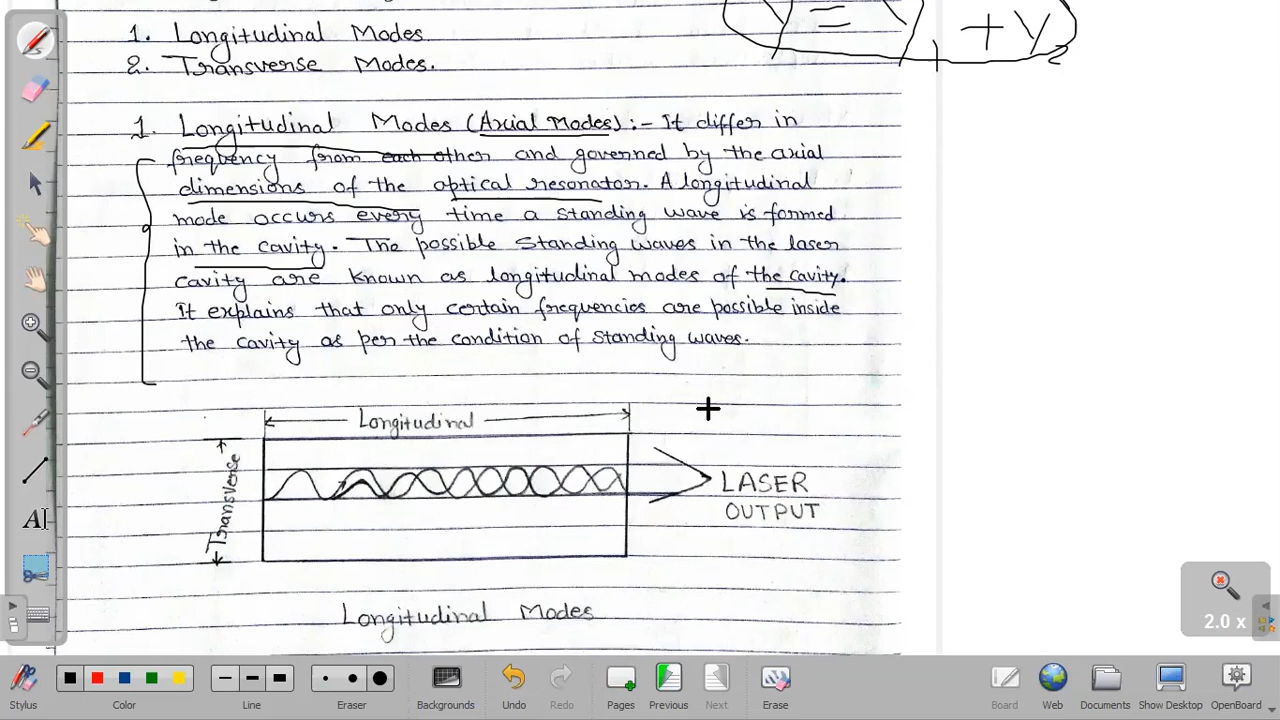 1. Longitudinal Modes
2. Transverse Modes.
y = y1 + y2
1. Longitudinal Modes (Axial Modes) :- It differ in
frequency from each other and governed by the axial
dimensions of the optical resonator. A longitudinal
mode occurs every time a standing wave is formed
in the cavity. The possible standing waves in the laser
cavity are known as longitudinal modes of the cavity.
It explains that only certain frequencies are possible inside
the cavity as per the condition of standing waves.
Longitudinal
Transverse
LASER
OUTPUT
Longitudinal Modes
2.0 x
Stylus
Color
Line
Eraser
Backgrounds
Undo
Redo
Pages
Previous
Next
Erase
Board
Web
Documents
Show Desktop
OpenBoard